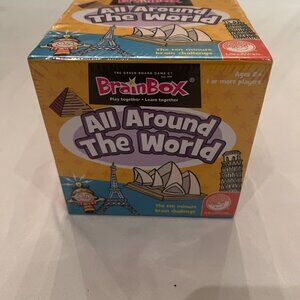 All Around
The World
The ten minute
brain challenge
THE GREEN BOARD GAME CO.
BrainBox
Play together • Learn together
Ages 8+
1 or more players
All Around
The World
The ten minute
brain challenge